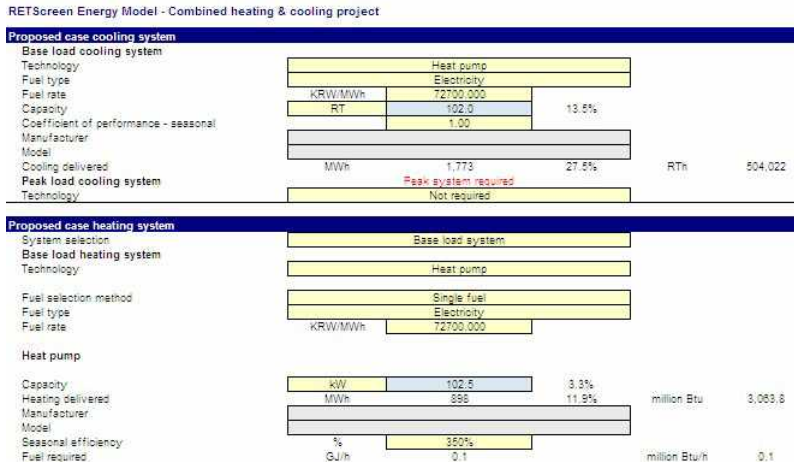 RETScreen Energy Model - Combined heating & cooling project
Proposed case cooling system
Base load cooling system
Technology Heat pump
Fuel type Electricity
Fuel rate KRW/MWh 72700.000
Capacity RT 102.0 13.5%
Coefficient of performance - seasonal 1.00
Manufacturer
Model
Cooling delivered MWh 1,773 27.5% RTh 504,022
Peak load cooling system Peak system required
Technology Not required
Proposed case heating system
System selection Base load system
Base load heating system
Technology Heat pump
Fuel selection method Single fuel
Fuel type Electricity
Fuel rate KRW/MWh 72700.000
Heat pump
Capacity kW 102.5 3.3%
Heating delivered MWh 898 11.9% million Btu 3,063.8
Manufacturer
Model
Seasonal efficiency % 350%
Fuel required GJ/h 0.1 million Btu/h 0.1